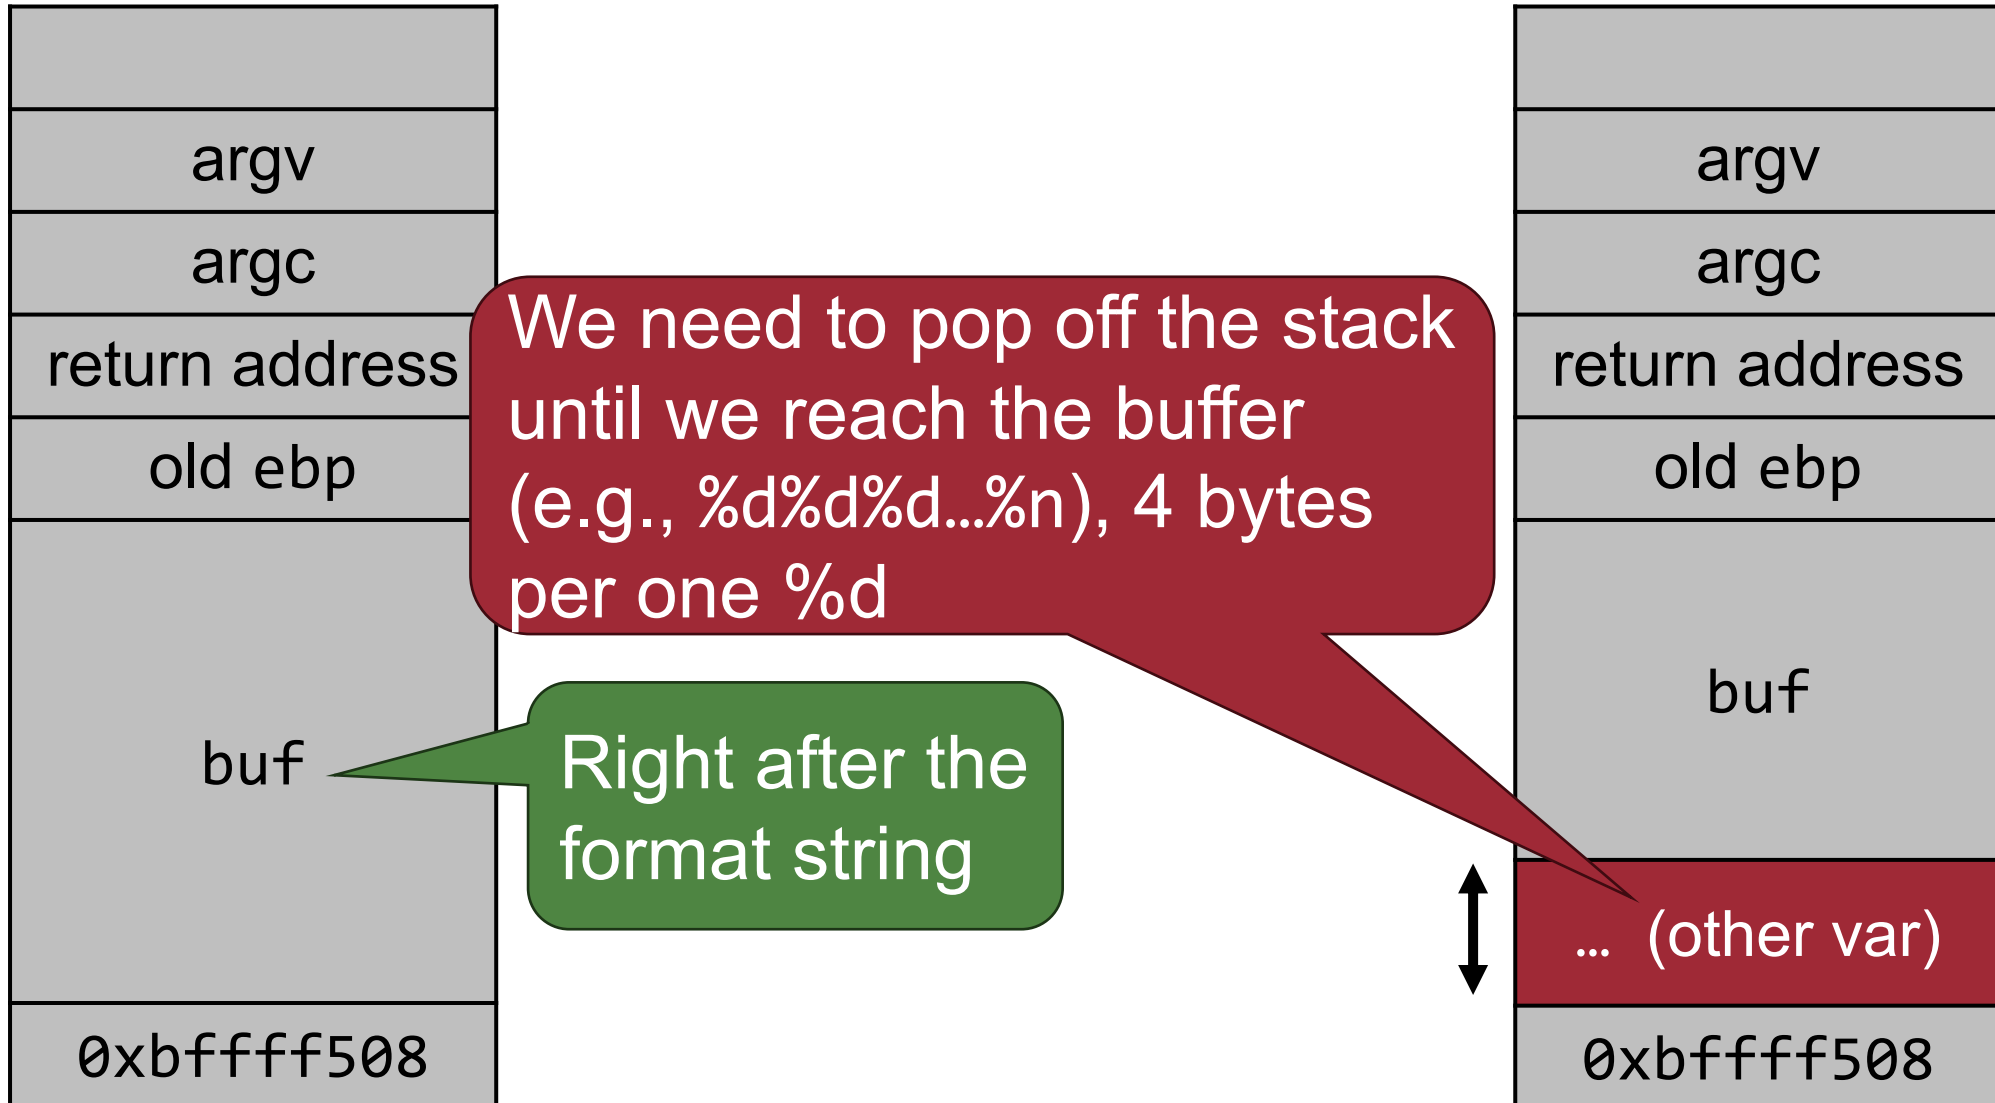 argv
argc
return address
old ebp
buf
0xbffff508
We need to pop off the stack
until we reach the buffer
(e.g., %d%d%d…%n), 4 bytes
per one %d
Right after the
format string
argv
argc
return address
old ebp
buf
… (other var)
0xbffff508